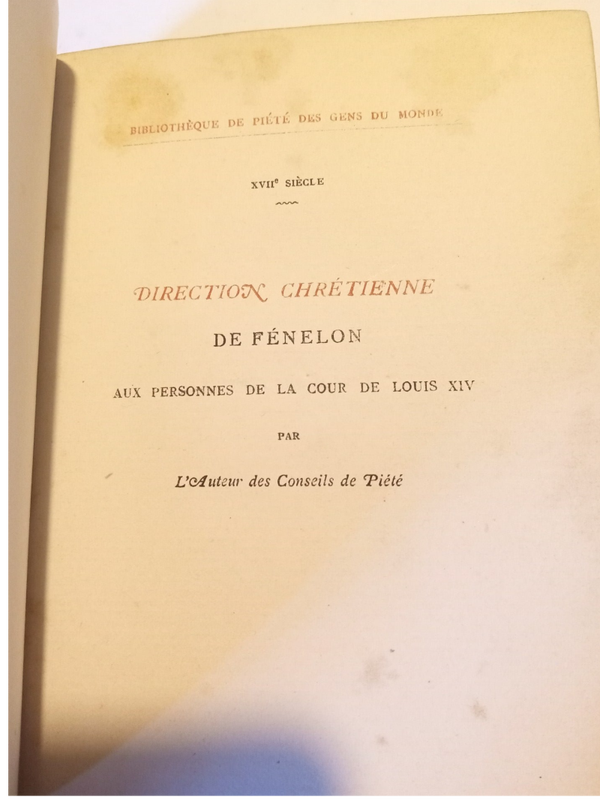 BIBLIOTHÈQUE DE PIÉTÉ DES GENS DU MONDE
XVIIe SIÈCLE
DIRECTION CHRÉTIENNE
DE FÉNELON
AUX PERSONNES DE LA COUR DE LOUIS XIV
PAR
L'Auteur des Conseils de Piété